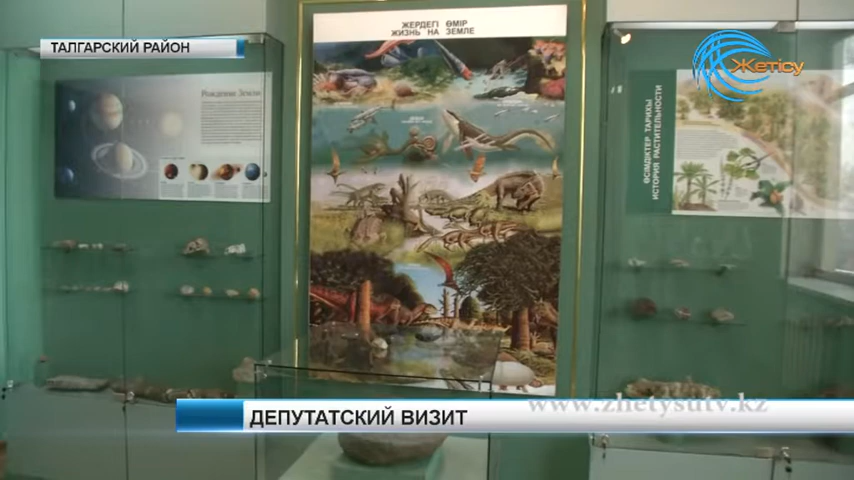 ТАЛГАРСКИЙ РАЙОН
ЖЕРДЕГІ ӨМІР
ЖИЗНЬ НА ЗЕМЛЕ
Жетісу
Рождение Земли
ӨСІМДІКТЕР ТАРИХЫ
ИСТОРИЯ РАСТИТЕЛЬНОСТИ
www.zhetysutv.kz
ДЕПУТАТСКИЙ ВИЗИТ